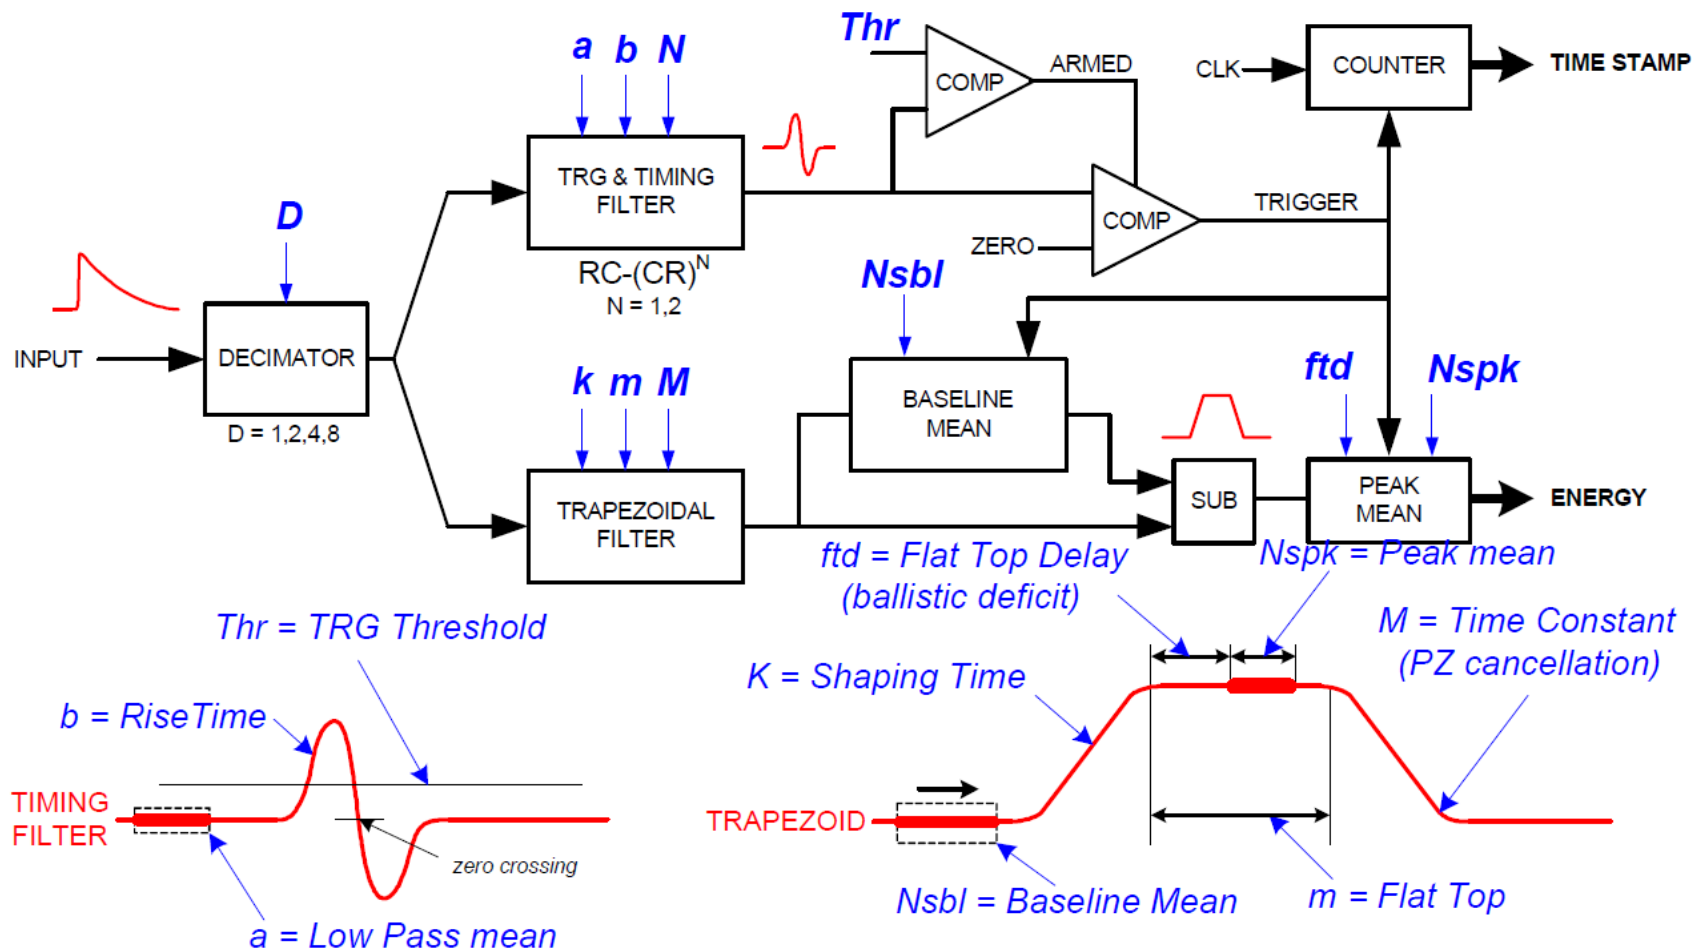 Thr
a b N
COMP
ARMED
CLK
COUNTER
TIME STAMP
TRG & TIMING
FILTER
RC-(CR)^N
N = 1,2
COMP
TRIGGER
ZERO
D
INPUT
DECIMATOR
D = 1,2,4,8
Nsbl
BASELINE
MEAN
ftd
Nspk
k m M
TRAPEZOIDAL
FILTER
SUB
PEAK
MEAN
ENERGY
ftd = Flat Top Delay
(ballistic deficit)
Nspk = Peak mean
Thr = TRG Threshold
b = RiseTime
TIMING
FILTER
zero crossing
a = Low Pass mean
K = Shaping Time
M = Time Constant
(PZ cancellation)
TRAPEZOID
Nsbl = Baseline Mean
m = Flat Top